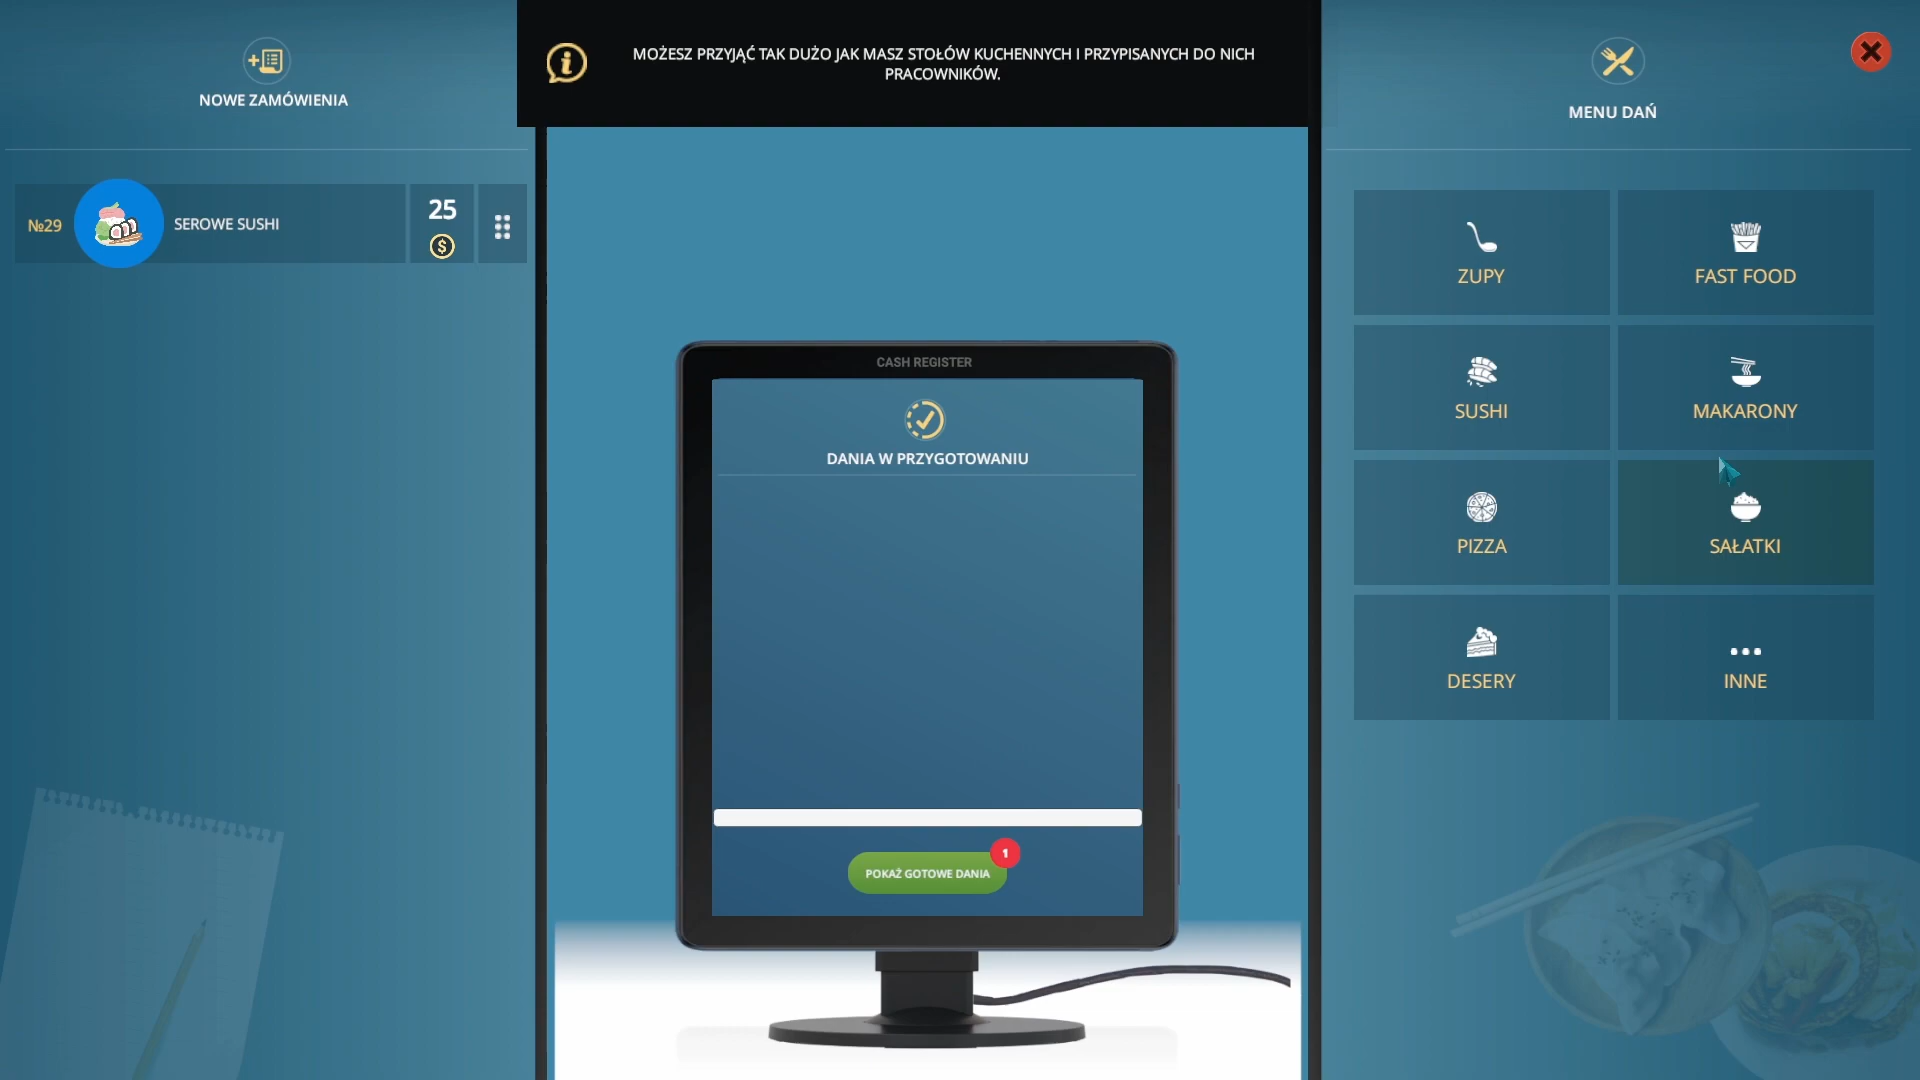 NOWE ZAMÓWIENIA
MOŻESZ PRZYJĄĆ TAK DUŻO JAK MASZ STOŁÓW KUCHENNYCH I PRZYPISANYCH DO NICH
PRACOWNIKÓW.
MENU DAŃ
№29
SEROWE SUSHI
25
ZUPY
FAST FOOD
SUSHI
MAKARONY
PIZZA
SAŁATKI
DESERY
INNE
CASH REGISTER
DANIA W PRZYGOTOWANIU
1
POKAŻ GOTOWE DANIA